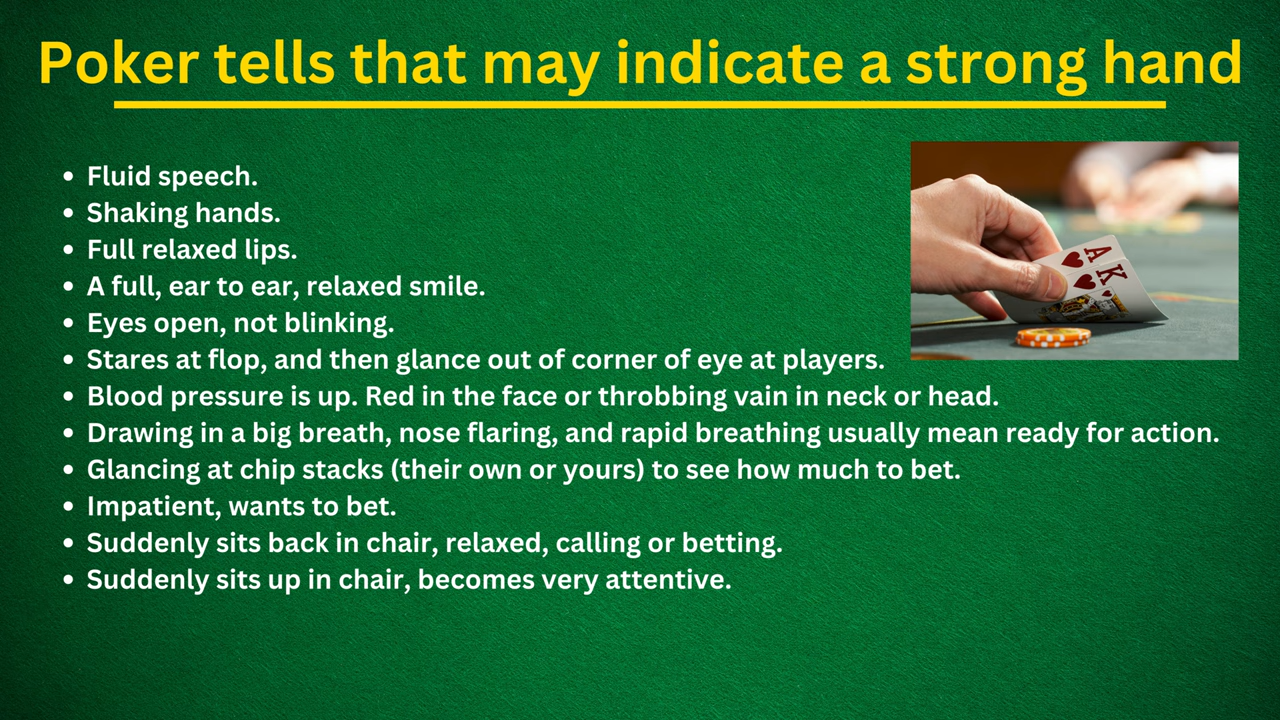 Poker tells that may indicate a strong hand
• Fluid speech.
• Shaking hands.
• Full relaxed lips.
• A full, ear to ear, relaxed smile.
• Eyes open, not blinking.
• Stares at flop, and then glance out of corner of eye at players.
• Blood pressure is up. Red in the face or throbbing vain in neck or head.
• Drawing in a big breath, nose flaring, and rapid breathing usually mean ready for action.
• Glancing at chip stacks (their own or yours) to see how much to bet.
• Impatient, wants to bet.
• Suddenly sits back in chair, relaxed, calling or betting.
• Suddenly sits up in chair, becomes very attentive.
A
K